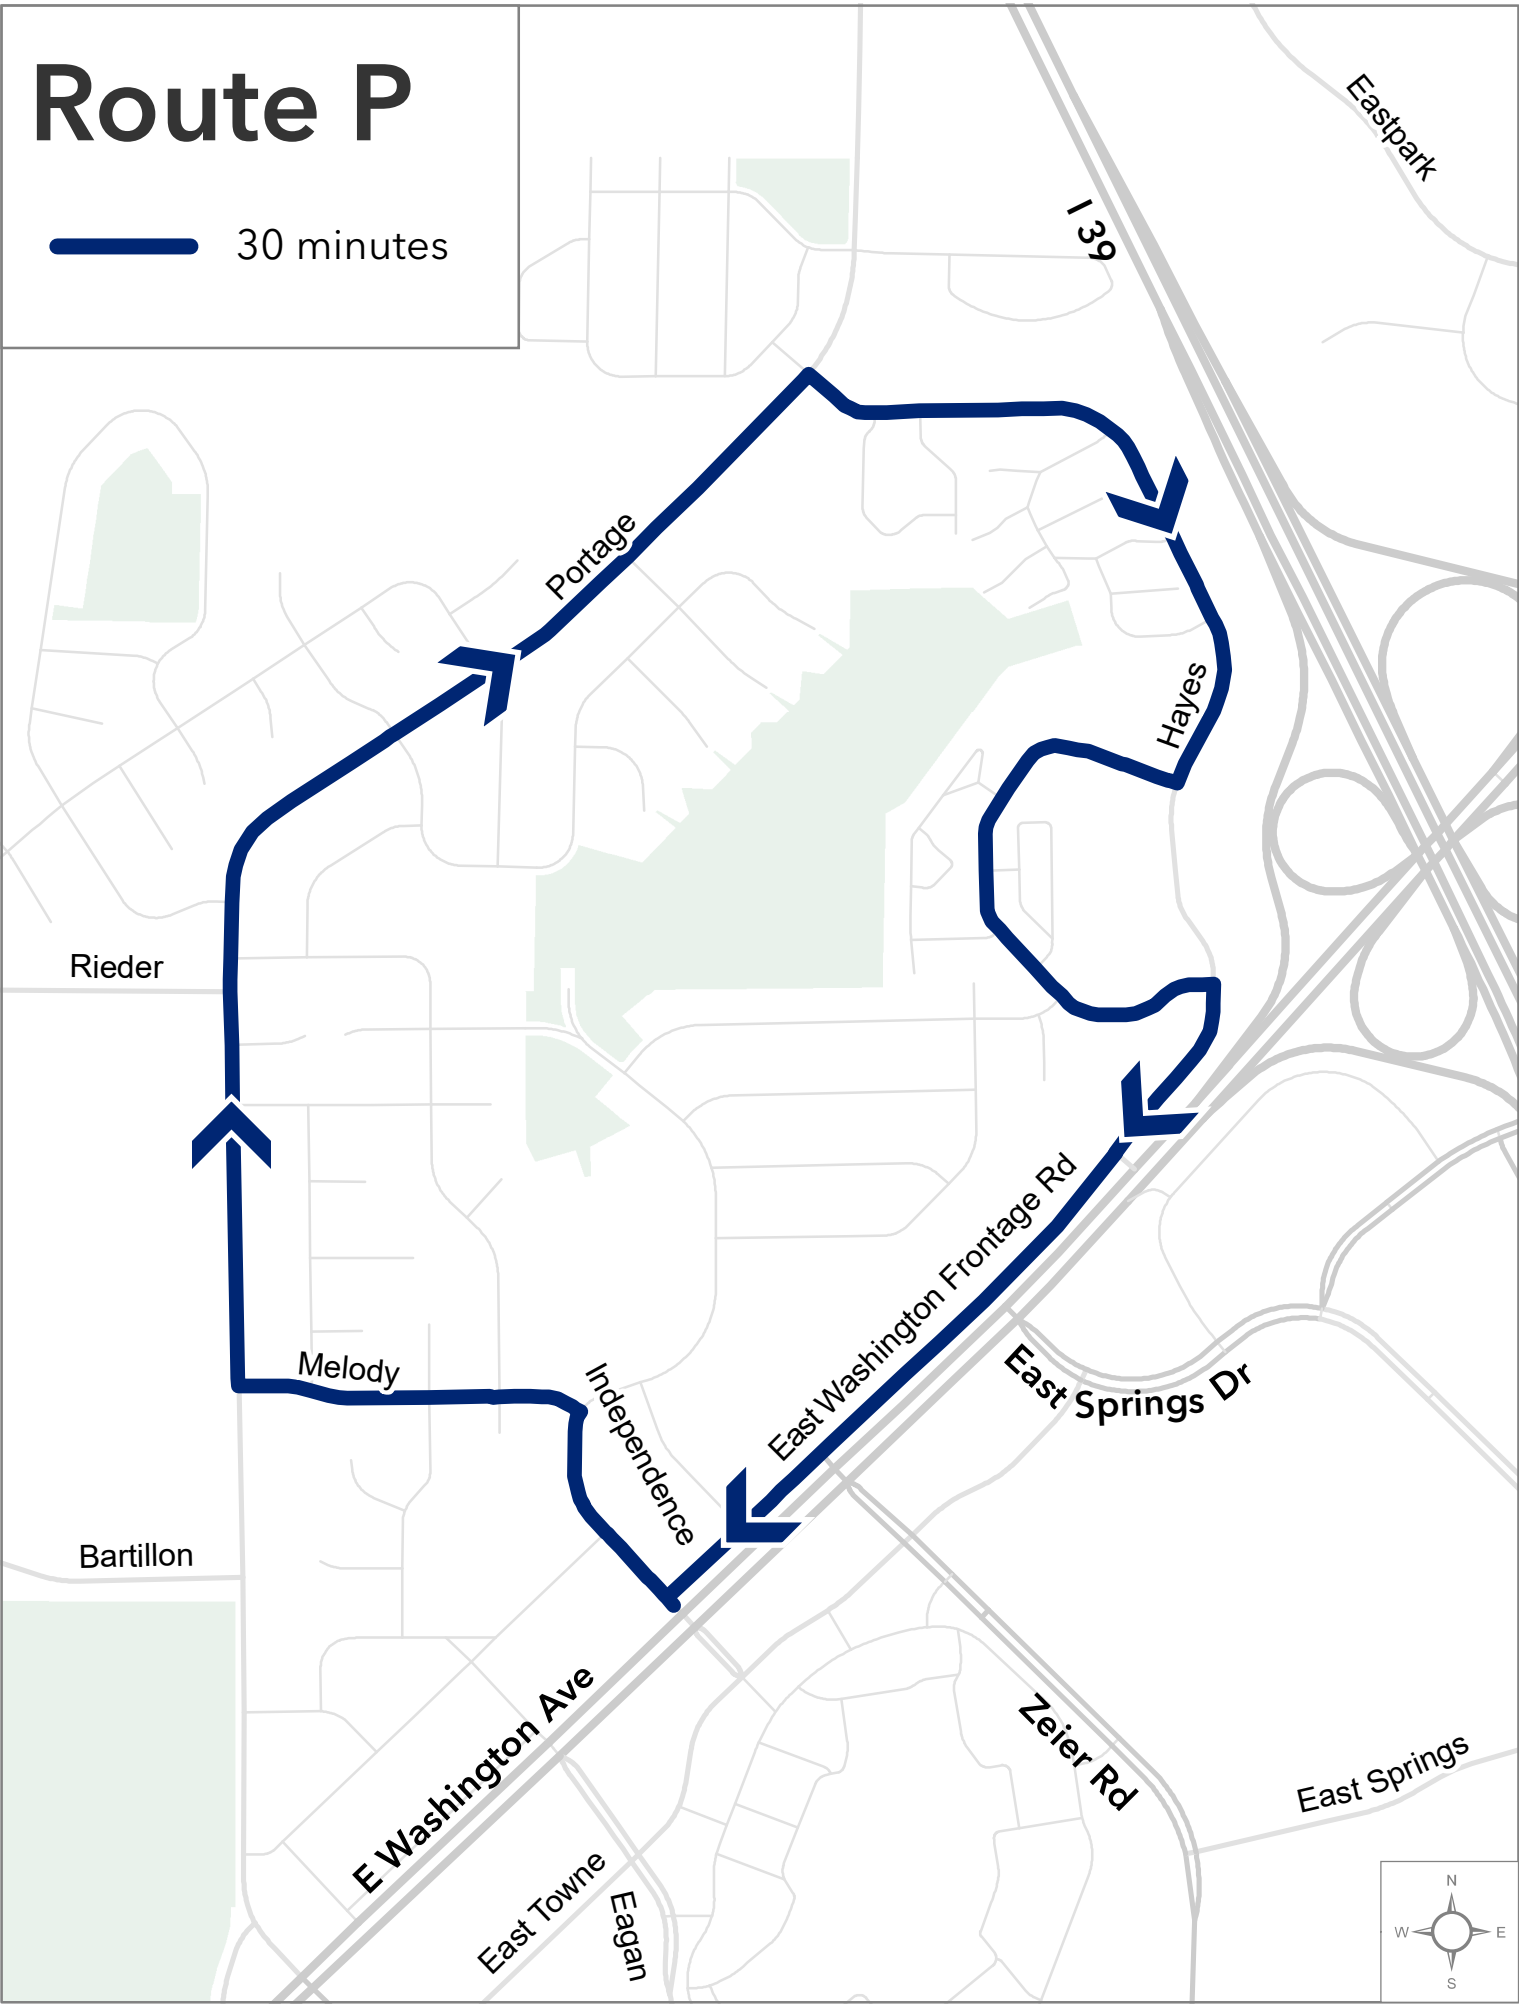 Route P
30 minutes
Eastpark
I 39
Portage
Hayes
Rieder
East Washington Frontage Rd
Melody
Independence
East Springs Dr
Bartillon
E Washington Ave
Zeier Rd
East Springs
East Towne
Eagan
N
W E
S